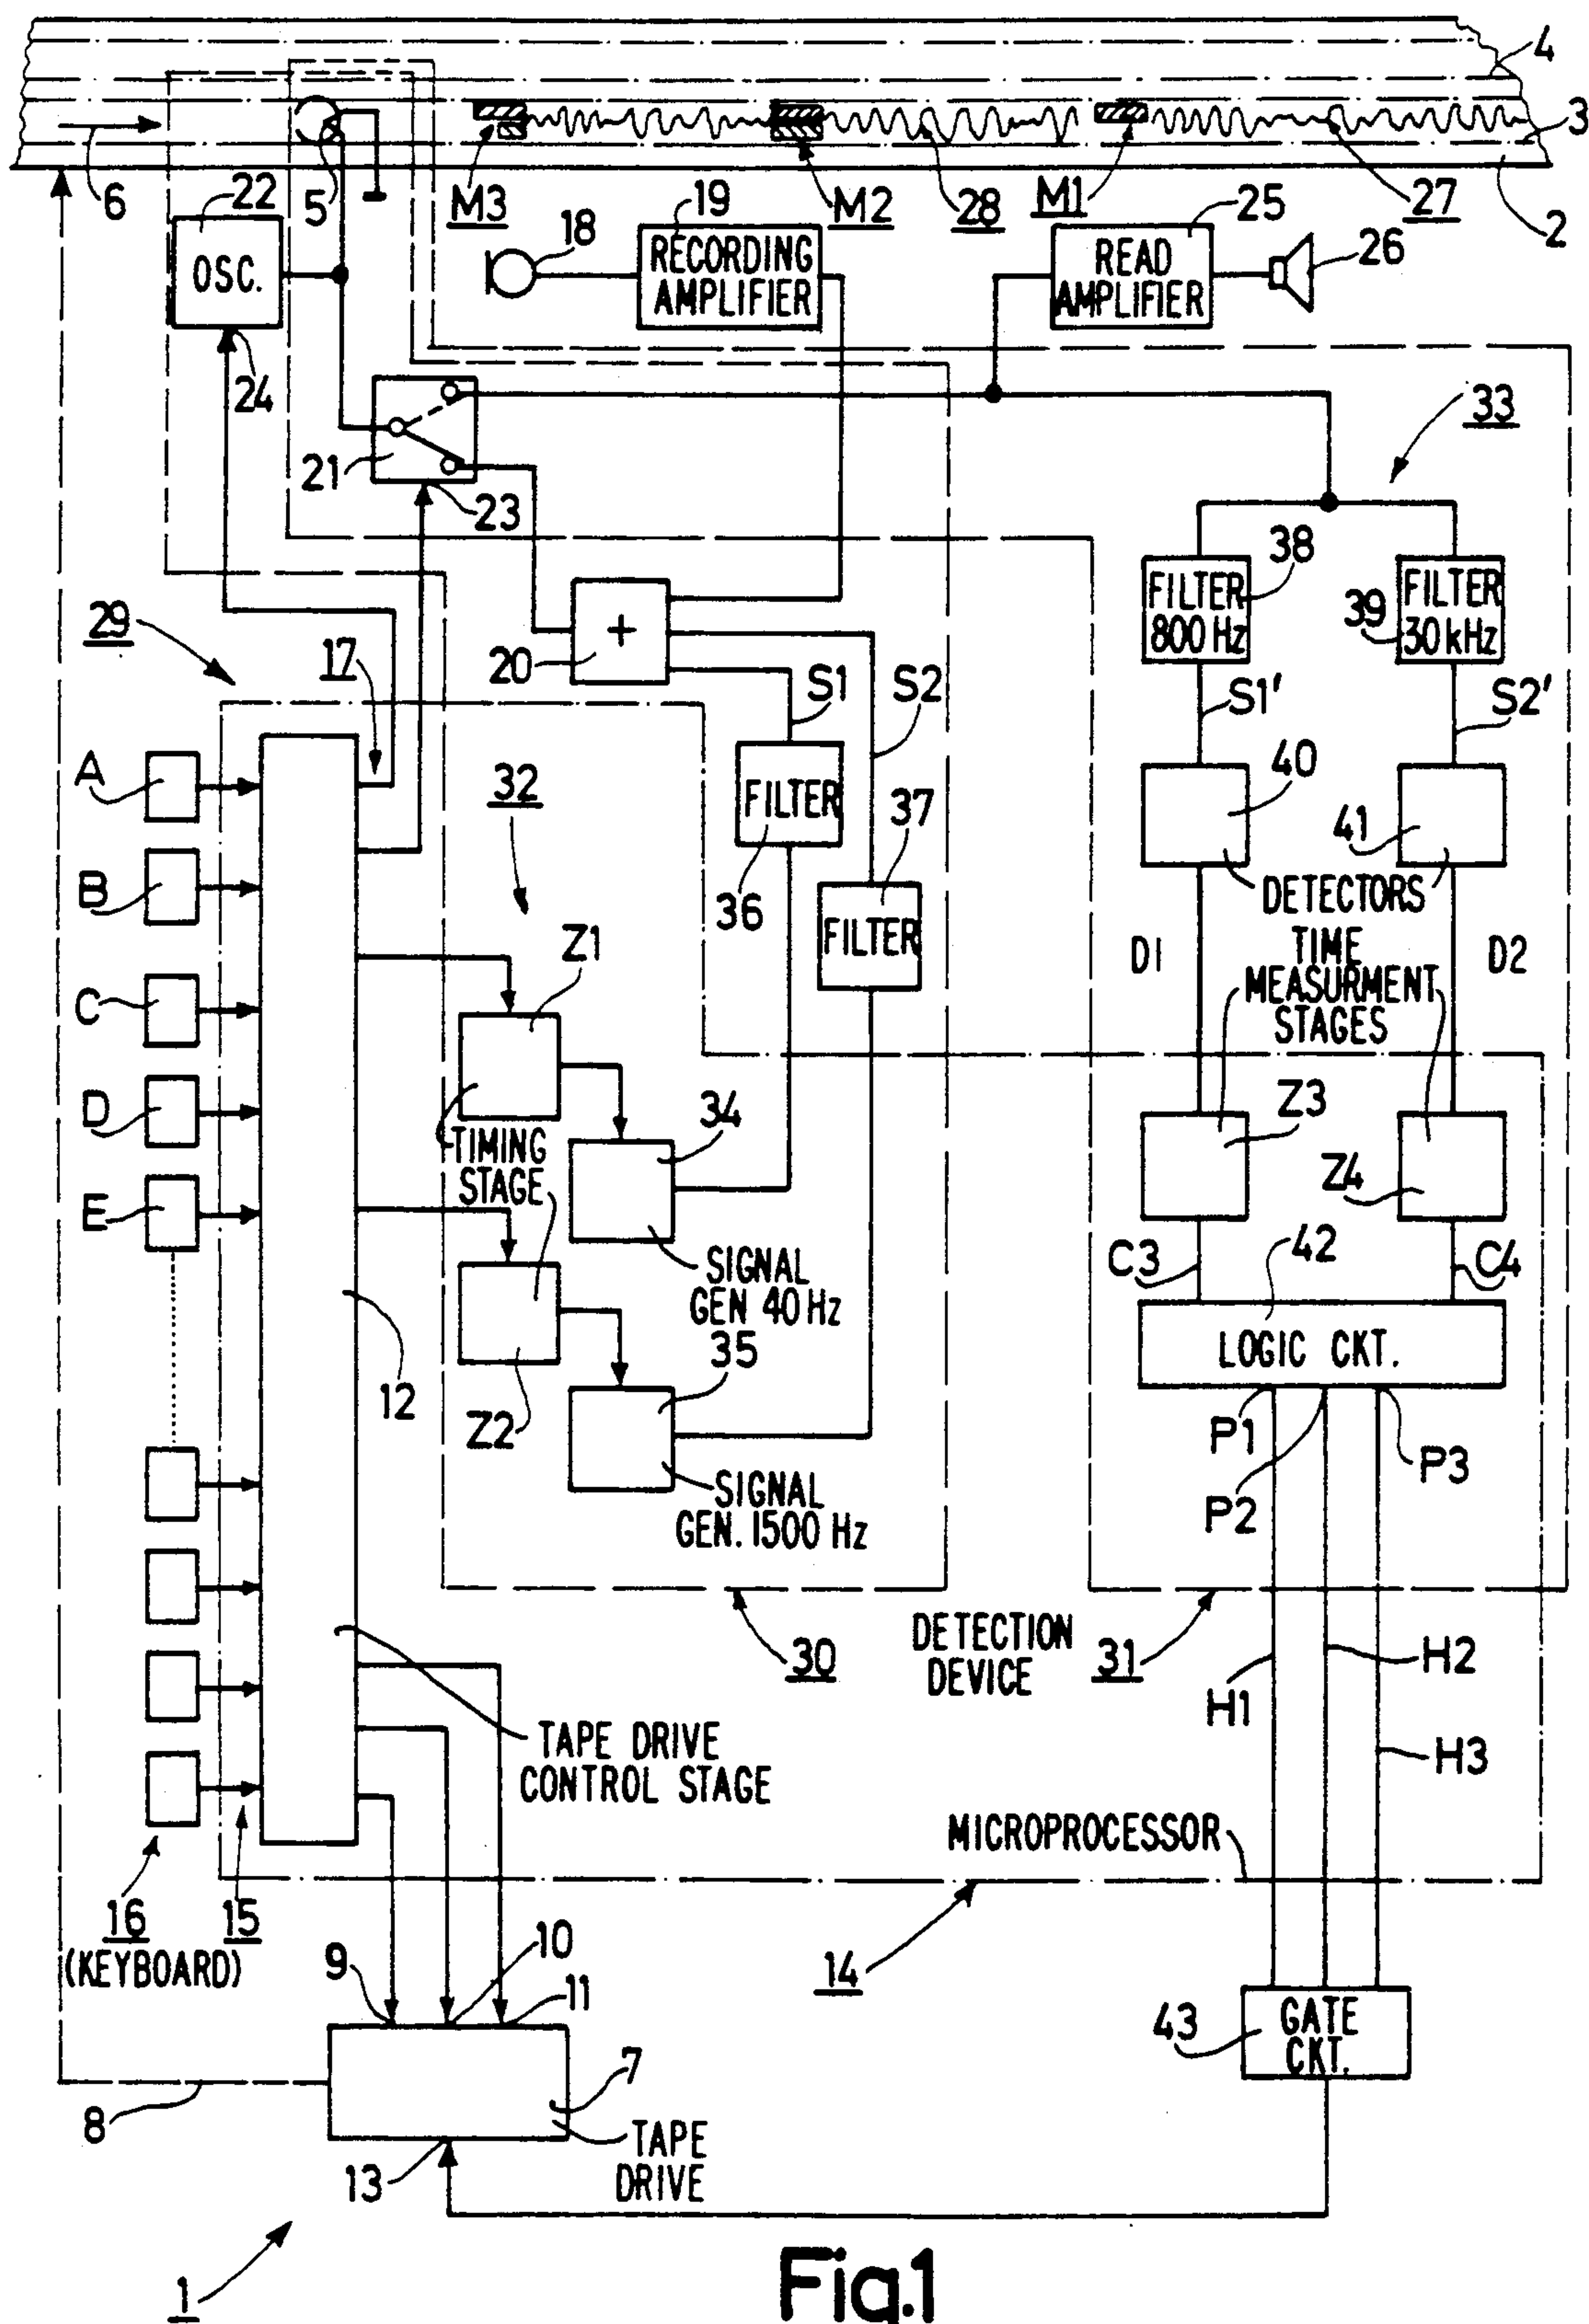 4
3
6
22
5
M3
18
19
M2
28
M1
25
27
2
26
OSC.
RECORDING
AMPLIFIER
READ
AMPLIFIER
24
21
23
33
29
17
20
+
S1
S2
38
FILTER
800 Hz
39
FILTER
30 kHz
S1'
S2'
A
B
C
D
E
32
FILTER
36
37
FILTER
40
41
DETECTORS
D1
TIME
MEASURMENT
STAGES
D2
Z1
TIMING
STAGE
34
SIGNAL
GEN 40 Hz
35
Z2
SIGNAL
GEN. 1500 Hz
12
Z3
Z4
C3
42
C4
LOGIC CKT.
P1
P2
P3
30
DETECTION
DEVICE
31
H1
H2
H3
TAPE DRIVE
CONTROL STAGE
MICROPROCESSOR
16
(KEYBOARD)
15
9
10
11
14
43
GATE
CKT.
8
7
TAPE
DRIVE
13
1
Fig.1